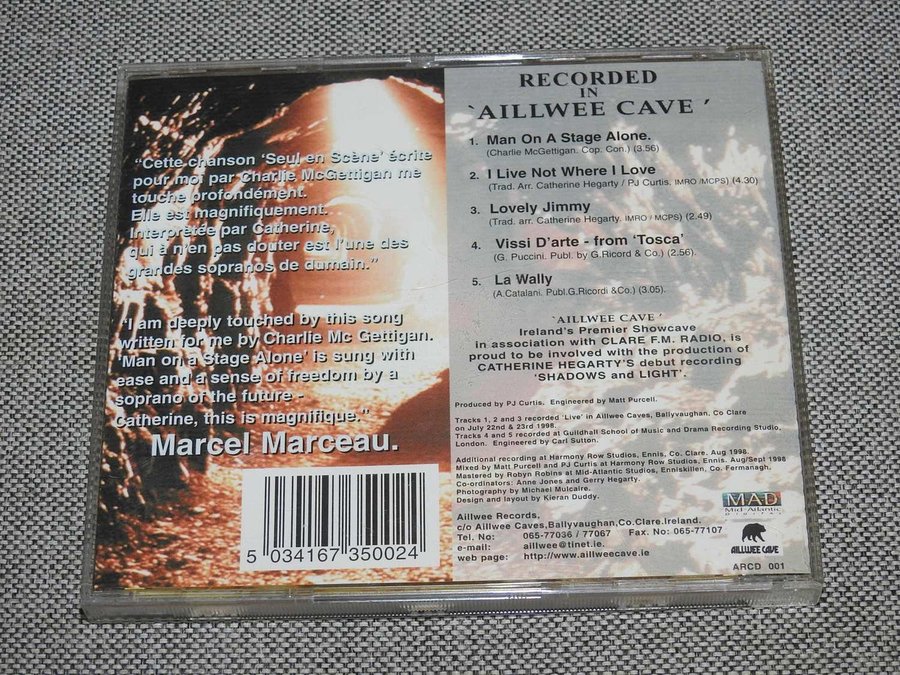 "Cette chanson 'Seul en Scène' écrite
pour moi par Charlie McGettigan me
touche profondément.
Elle est magnifiquement.
Interprètée par Catherine,
qui à n'en pas douter est l'une des
grandes sopranos de dumain."
"I am deeply touched by this song
written for me by Charlie Mc Gettigan.
'Man on a Stage Alone' is sung with
ease and a sense of freedom by a
soprano of the future -
Catherine, this is magnifique."
Marcel Marceau.
5 034167 350024
RECORDED
IN
'AILLWEE CAVE'
1. Man On A Stage Alone.
(Charlie McGettigan. Cop. Con.) (3.56)
2. I Live Not Where I Love
(Trad. Arr. Catherine Hegarty / PJ Curtis. IMRO /MCPS) (4.30)
3. Lovely Jimmy
(Trad. arr. Catherine Hegarty. IMRO / MCPS) (2.49)
4. Vissi D'arte - from 'Tosca'
(G. Puccini. Publ. by G.Ricord & Co.) (2.56).
5. La Wally
(A.Catalani. Publ.G.Ricordi &Co.) (3.05).
'AILLWEE CAVE'
Ireland's Premier Showcave
in association with CLARE F.M. RADIO, is
proud to be involved with the production of
CATHERINE HEGARTY'S debut recording
'SHADOWS and LIGHT'.
Produced by PJ Curtis. Engineered by Matt Purcell.
Tracks 1, 2 and 3 recorded 'Live' in Aillwee Caves, Ballyvaughan, Co Clare
on July 22nd & 23rd 1998.
Tracks 4 and 5 recorded at Guildhall School of Music and Drama Recording Studio,
London. Engineered by Carl Sutton.
Additional recording at Harmony Row Studios, Ennis, Co. Clare. Aug 1998.
Mixed by Matt Purcell and PJ Curtis at Harmony Row Studios, Ennis. Aug/Sept 1998
Mastered by Robyn Robins at Mid-Atlantic Studios, Enniskillen, Co. Fermanagh.
Co-ordinators: Anne Jones and Gerry Hegarty.
Photography by Michael Mulcaire.
Design and layout by Kieran Duddy.
Aillwee Records,
c/o Aillwee Caves,Ballyvaughan,Co.Clare.Ireland.
Tel. No: 065-77036 / 77067 Fax. No: 065-77107
e-mail: aillwee@tinet.ie.
web page: http://www.aillweecave.ie
MAD
Mid-Atlantic
DIGITAL
AILLWEE CAVE
ARCD 001